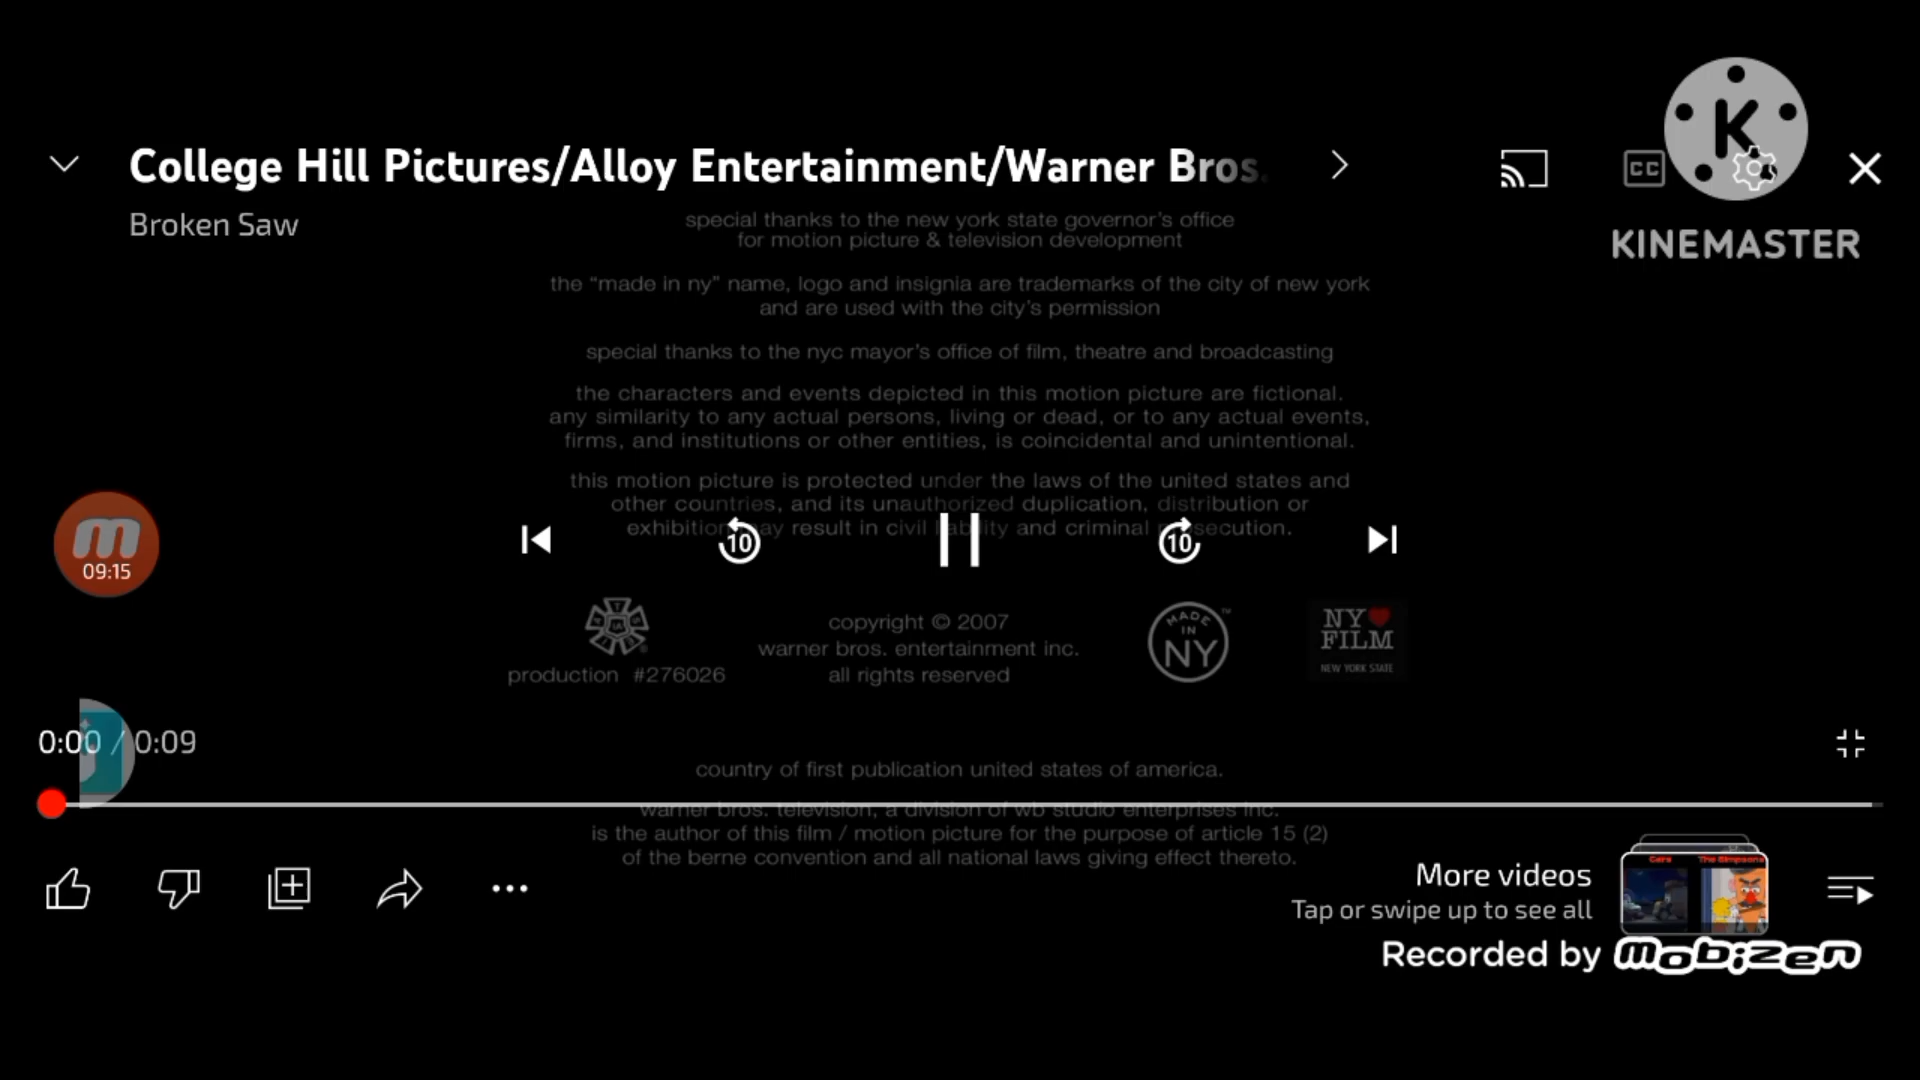 College Hill Pictures/Alloy Entertainment/Warner Bros.
Broken Saw
CC
K
KINEMASTER
special thanks to the new york state governor's office
for motion picture & television development
the “made in ny” name, logo and insignia are trademarks of the city of new york
and are used with the city's permission
special thanks to the nyc mayor's office of film, theatre and broadcasting
the characters and events depicted in this motion picture are fictional.
any similarity to any actual persons, living or dead, or to any actual events,
firms, and institutions or other entities, is coincidental and unintentional.
this motion picture is protected under the laws of the united states and
other countries, and its unauthorized duplication, distribution or
exhibition may result in civil liability and criminal prosecution.
m
09:15
10
10
production #276026
copyright © 2007
warner bros. entertainment inc.
all rights reserved
MADE IN NY™
NY FILM
NEW YORK STATE
0:00 / 0:09
country of first publication united states of america.
warner bros. television, a division of wb studio enterprises inc.
is the author of this film / motion picture for the purpose of article 15 (2)
of the berne convention and all national laws giving effect thereto.
More videos
Tap or swipe up to see all
Cars
The Simpsons
Recorded by mobizen